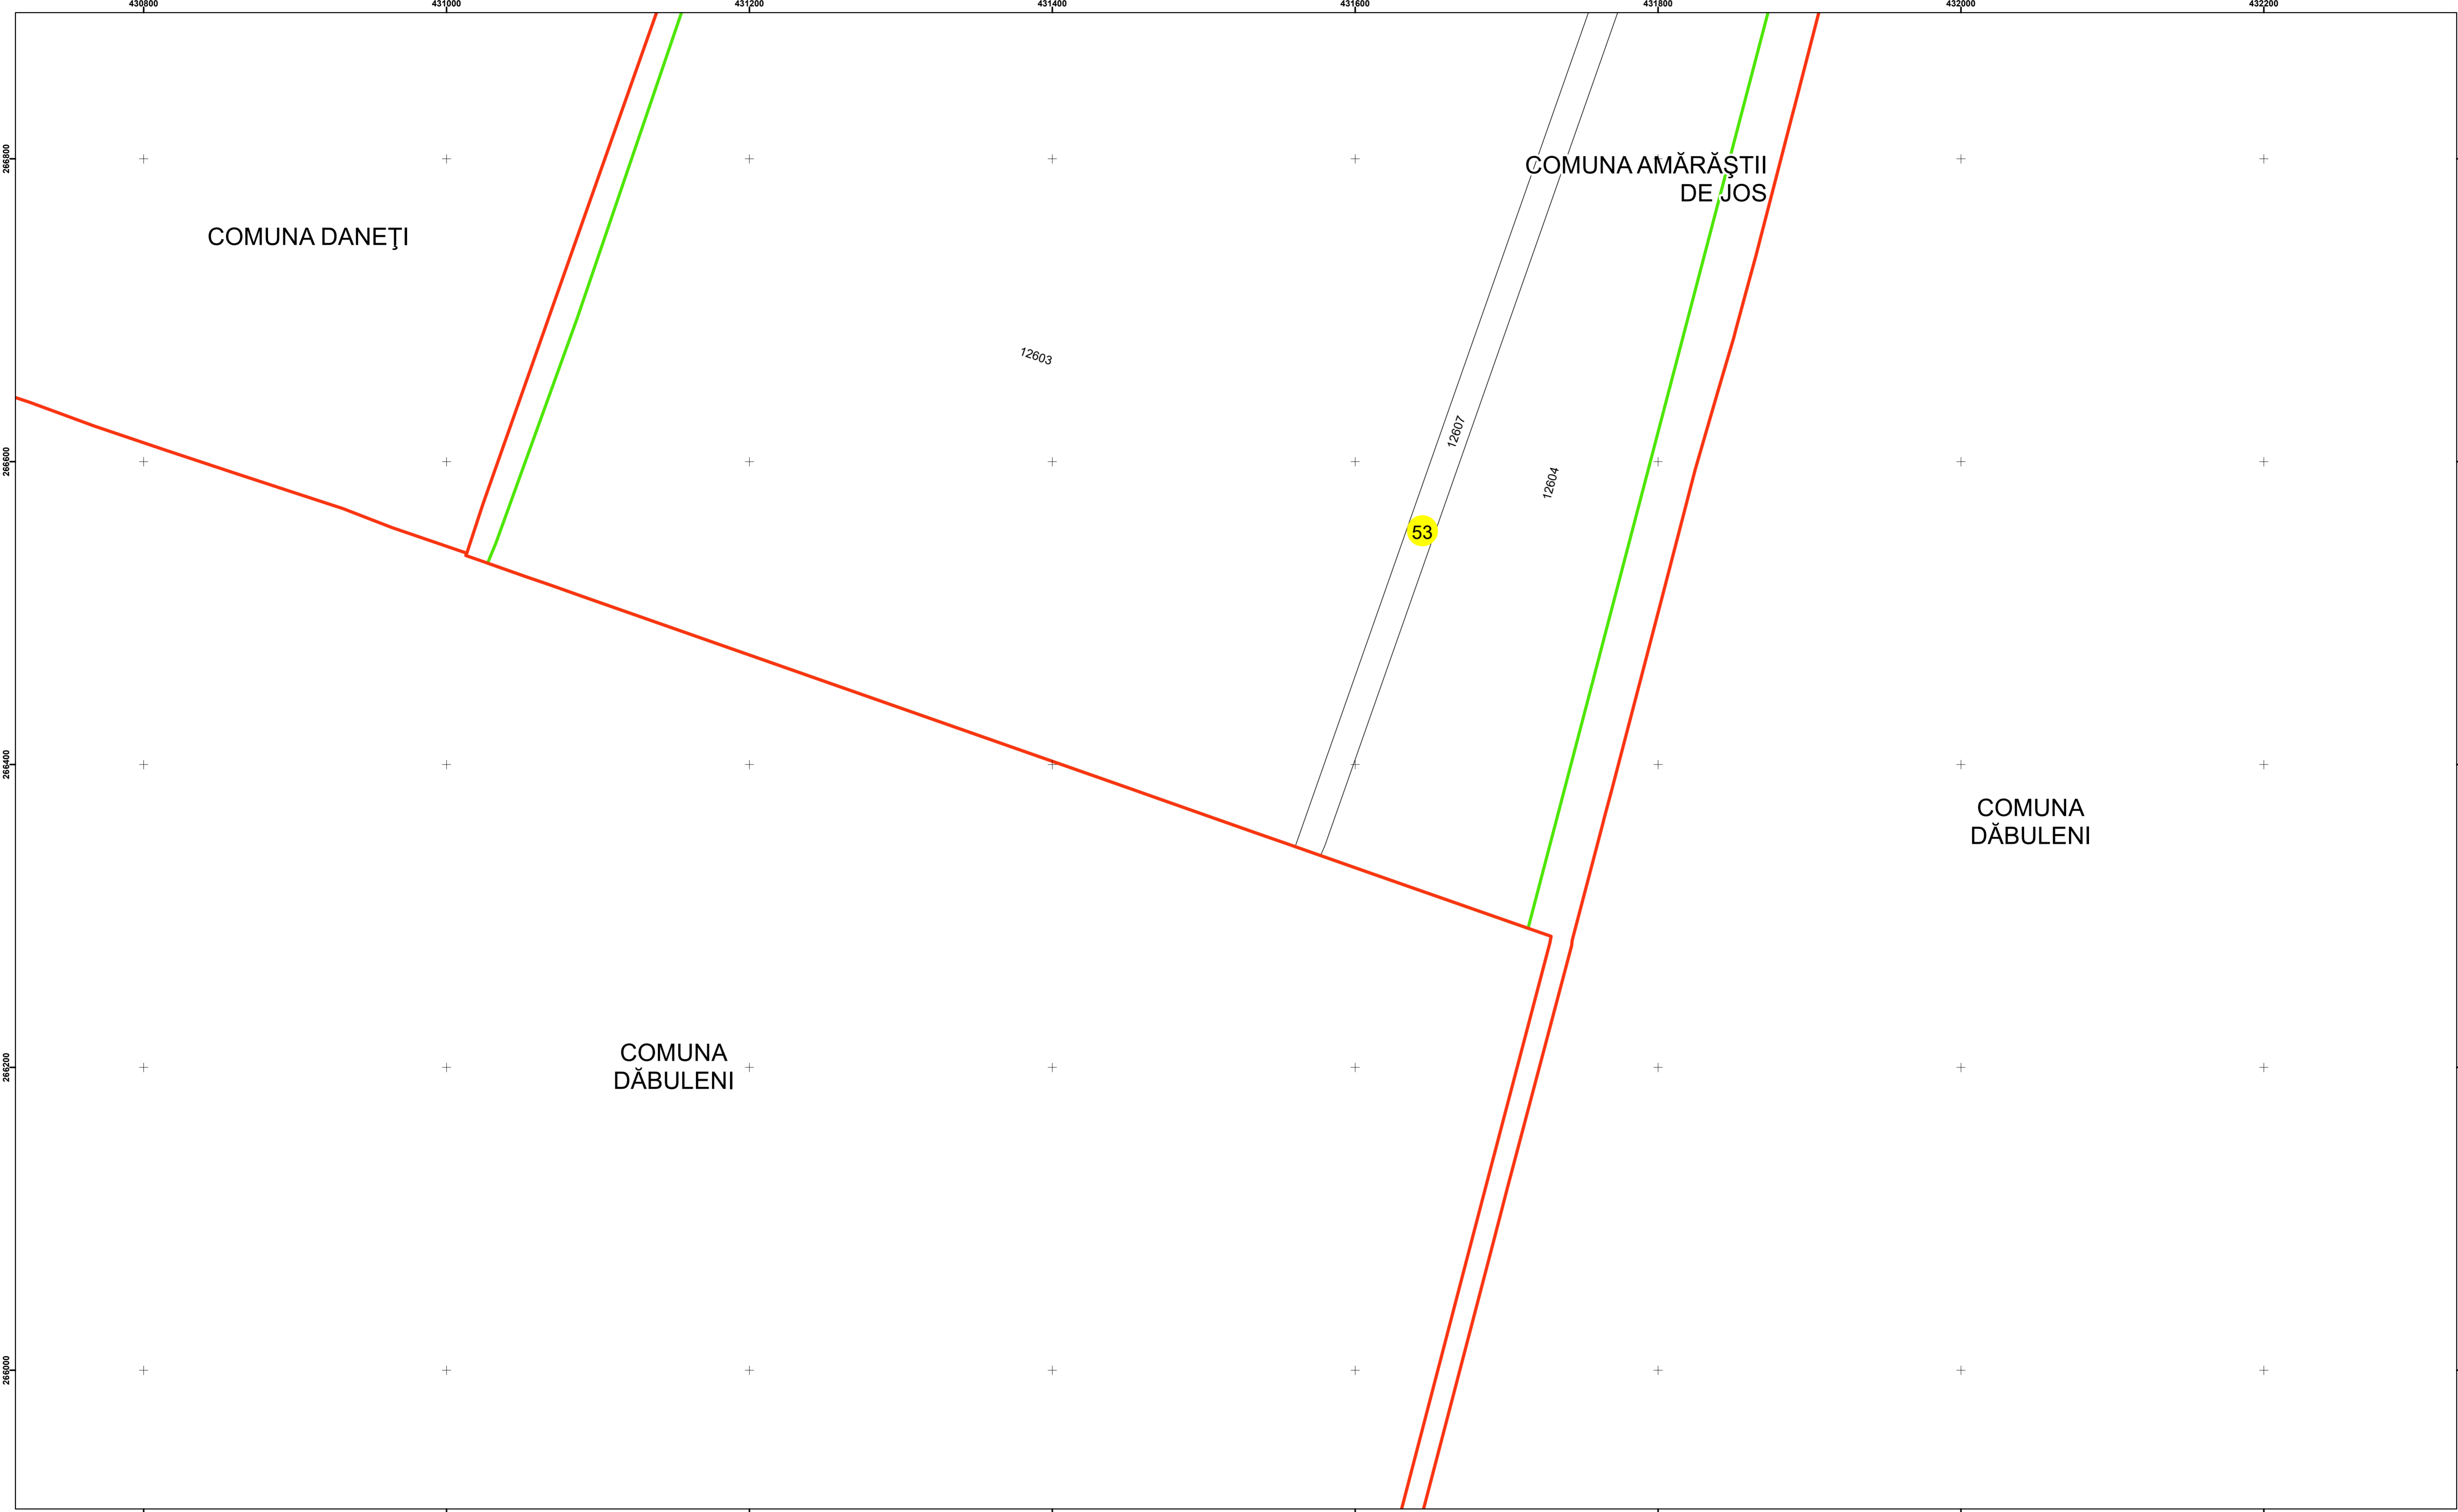 430800 431000 431200 431400 431600 431800 432000 432200
266800
COMUNA AMĂRĂŞTII
DE JOS
COMUNA DANEŢI
12603
12607
266600
12604
53
266400
COMUNA
DĂBULENI
COMUNA
DĂBULENI
266200
266000